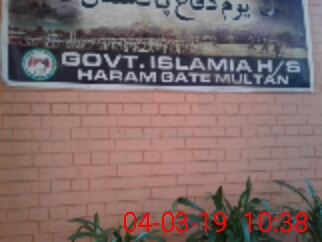 یوم دفاع پاکستان
GOVT. ISLAMIA H/S
HARAM GATE MULTAN
04-03-19 10:38